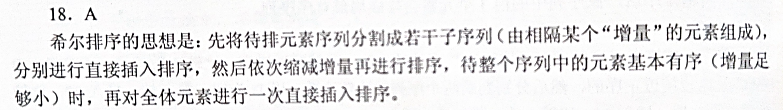 18. A
希尔排序的思想是：先将待排元素序列分割成若干子序列（由相隔某个“增量”的元素组成），
分别进行直接插入排序，然后依次缩减增量再进行排序，待整个序列中的元素基本有序（增量足
够小）时，再对全体元素进行一次直接插入排序。